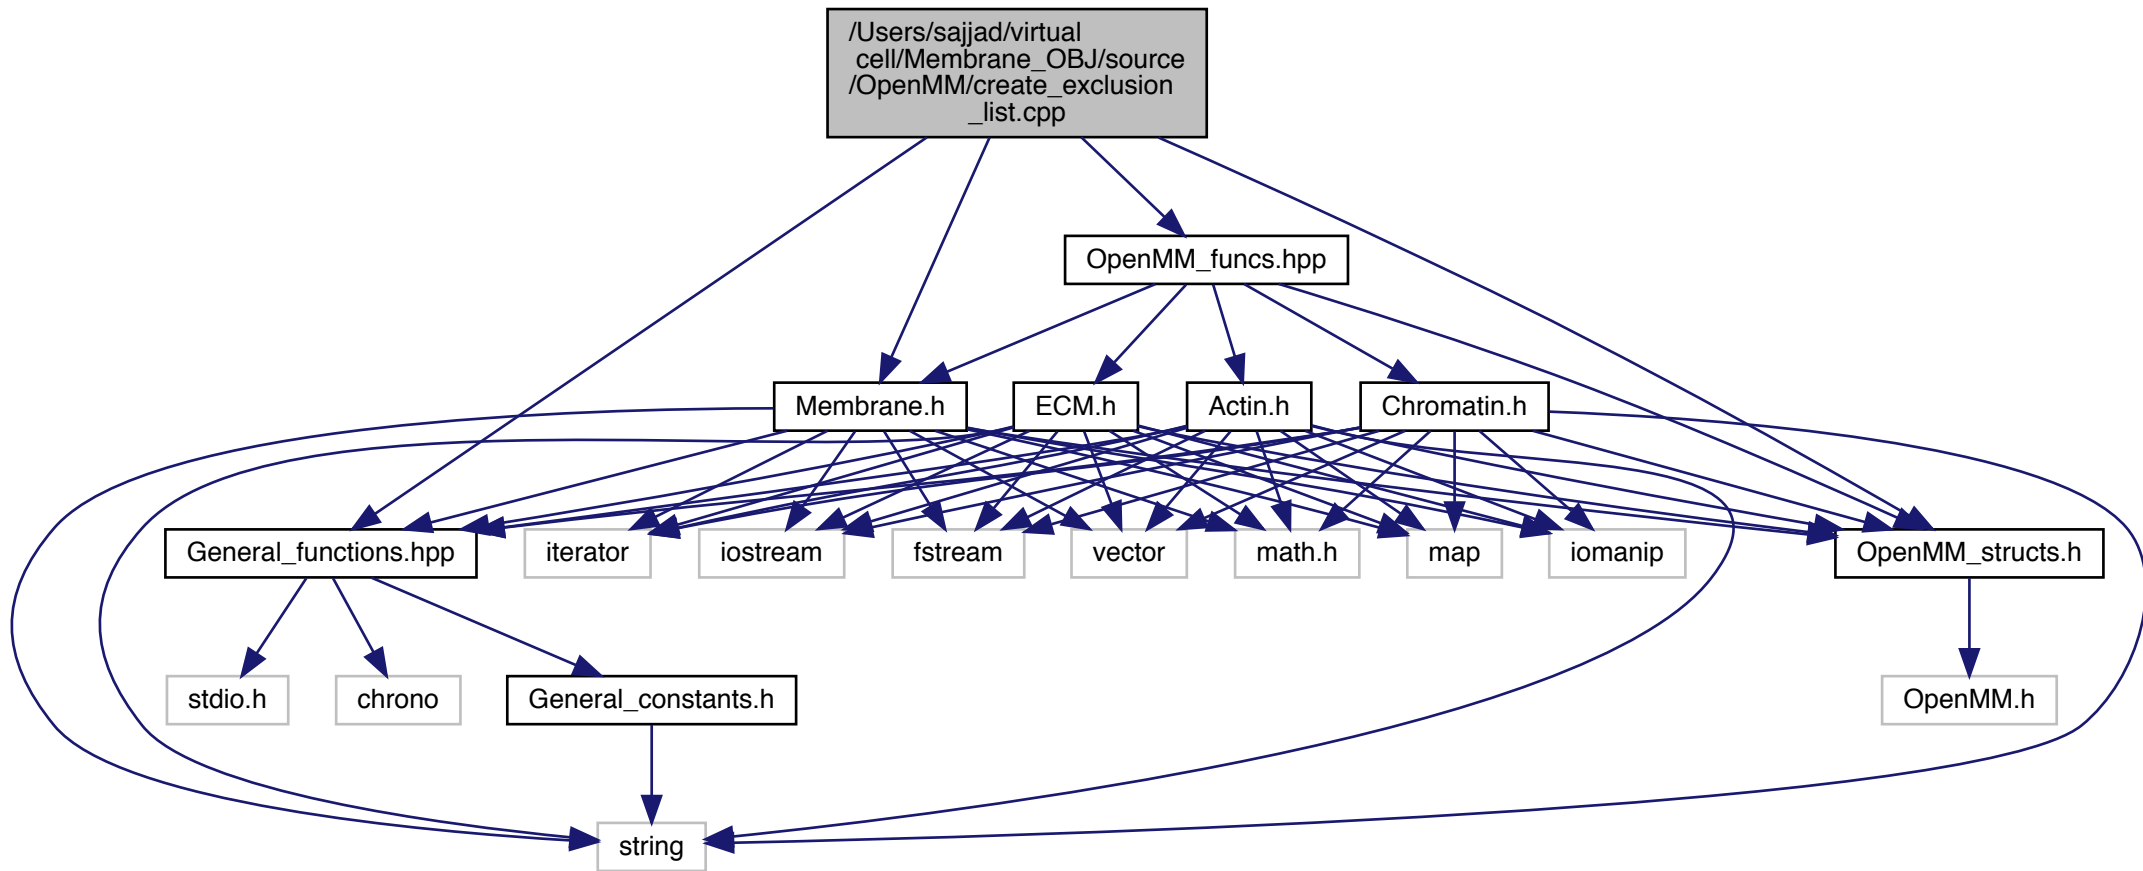 /Users/sajjad/virtual
cell/Membrane_OBJ/source
/OpenMM/create_exclusion
_list.cpp
OpenMM_funcs.hpp
Membrane.h
ECM.h
Actin.h
Chromatin.h
General_functions.hpp
iterator
iostream
fstream
vector
math.h
map
iomanip
OpenMM_structs.h
stdio.h
chrono
General_constants.h
OpenMM.h
string